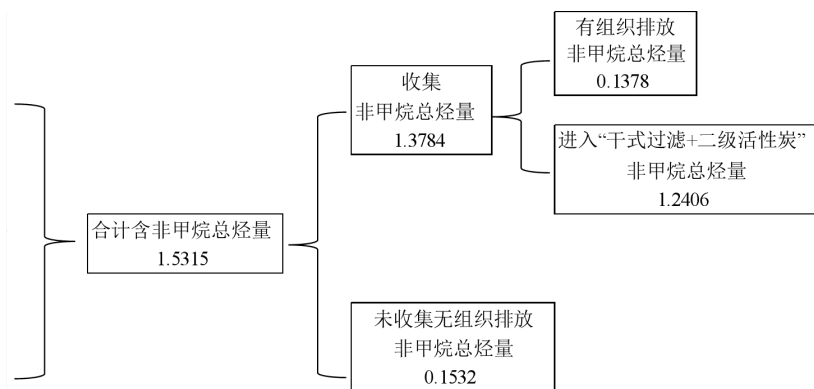 有组织排放
非甲烷总烃量
0.1378
收集
非甲烷总烃量
1.3784
进入“干式过滤+二级活性炭”
非甲烷总烃量
1.2406
合计含非甲烷总烃量
1.5315
未收集无组织排放
非甲烷总烃量
0.1532